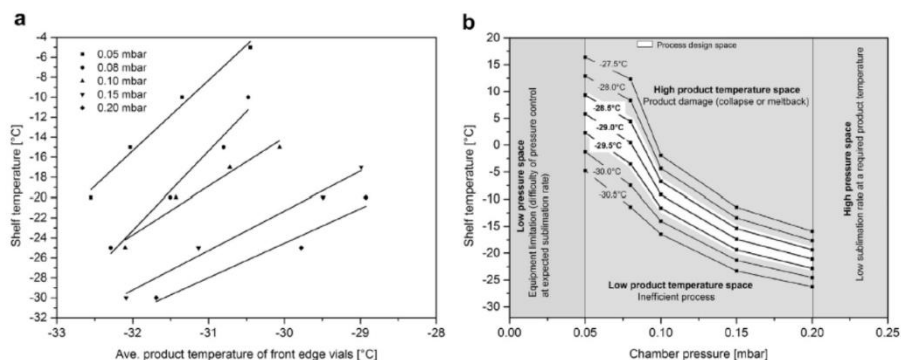 a
Shelf temperature [°C]
-4
-6
-8
-10
-12
-14
-16
-18
-20
-22
-24
-26
-28
-30
-32
0.05 mbar
0.08 mbar
0.10 mbar
0.15 mbar
0.20 mbar
-33
-32
-31
-30
-29
-28
Ave. product temperature of front edge vials [°C]
b
Shelf temperature [°C]
20
15
10
5
0
-5
-10
-15
-20
-25
-30
Process design space
-27.5°C
-28.0°C
-28.5°C
-29.0°C
-29.5°C
-30.0°C
-30.5°C
High product temperature space
Product damage (collapse or meltback)
Low pressure space
Equipment limitation (difficulty of pressure control
at expected sublimation rate)
High pressure space
Low sublimation rate at a required product temperature
Low product temperature space
Inefficient process
0.00
0.05
0.10
0.15
0.20
0.25
Chamber pressure [mbar]